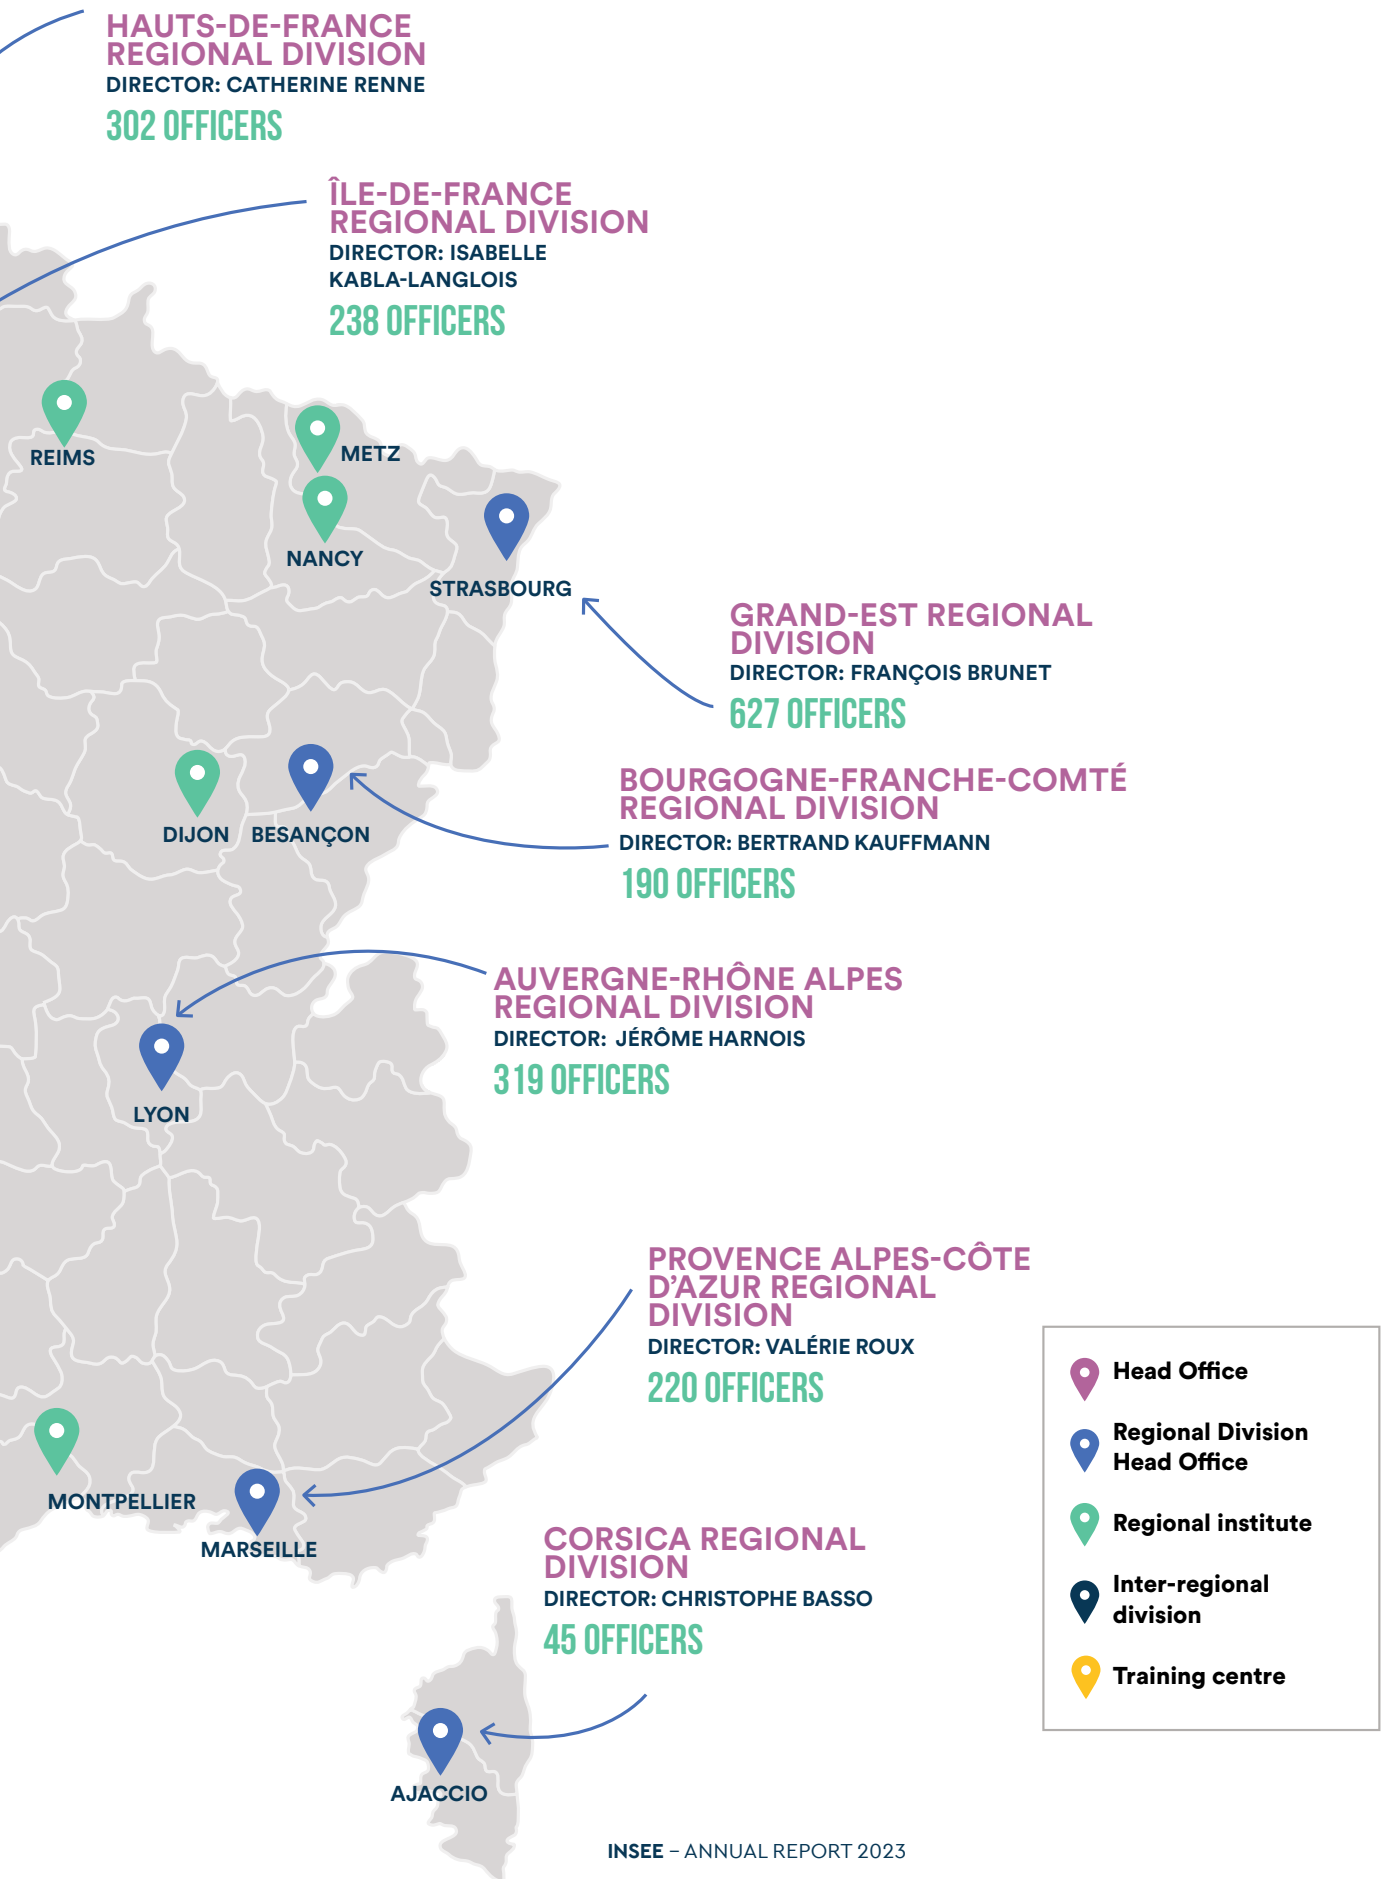 HAUTS-DE-FRANCE
REGIONAL DIVISION
DIRECTOR: CATHERINE RENNE
302 OFFICERS
ÎLE-DE-FRANCE
REGIONAL DIVISION
DIRECTOR: ISABELLE
KABLA-LANGLOIS
238 OFFICERS
REIMS
METZ
NANCY
STRASBOURG
GRAND-EST REGIONAL
DIVISION
DIRECTOR: FRANÇOIS BRUNET
627 OFFICERS
BOURGOGNE-FRANCHE-COMTÉ
REGIONAL DIVISION
DIRECTOR: BERTRAND KAUFFMANN
190 OFFICERS
DIJON
BESANÇON
AUVERGNE-RHÔNE ALPES
REGIONAL DIVISION
DIRECTOR: JÉRÔME HARNOIS
319 OFFICERS
LYON
PROVENCE ALPES-CÔTE
D’AZUR REGIONAL
DIVISION
DIRECTOR: VALÉRIE ROUX
220 OFFICERS
MONTPELLIER
MARSEILLE
CORSICA REGIONAL
DIVISION
DIRECTOR: CHRISTOPHE BASSO
45 OFFICERS
AJACCIO
Head Office
Regional Division
Head Office
Regional institute
Inter-regional
division
Training centre
INSEE – ANNUAL REPORT 2023